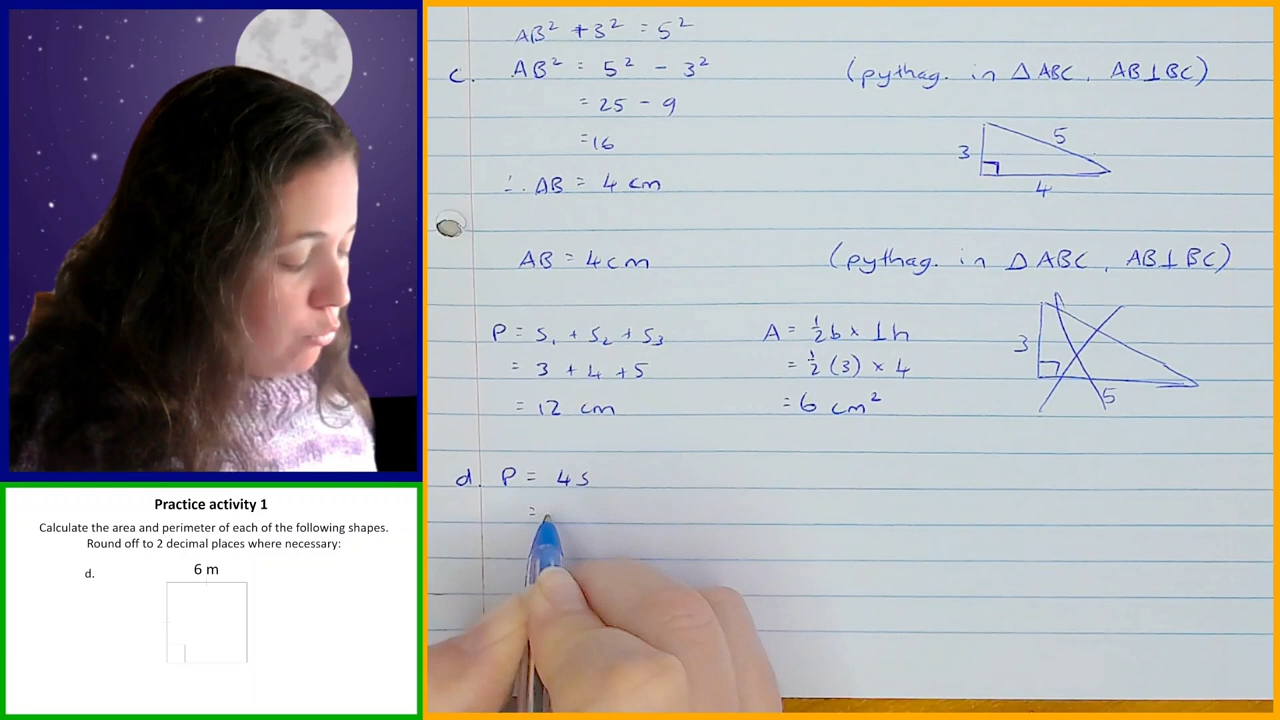 AB² + 3² = 5²
c. AB² = 5² - 3² (pythag. in △ABC, AB⊥BC)
= 25 - 9
= 16
3 5 4
∴ AB = 4 cm
AB = 4cm (pythag. in △ABC, AB⊥BC)
P = S₁ + S₂ + S₃ A = ½b × ⊥h
= 3 + 4 + 5 = ½(3) × 4
= 12 cm = 6 cm²
3 5
d. P = 4s
=
Practice activity 1
Calculate the area and perimeter of each of the following shapes.
Round off to 2 decimal places where necessary:
d. 6 m